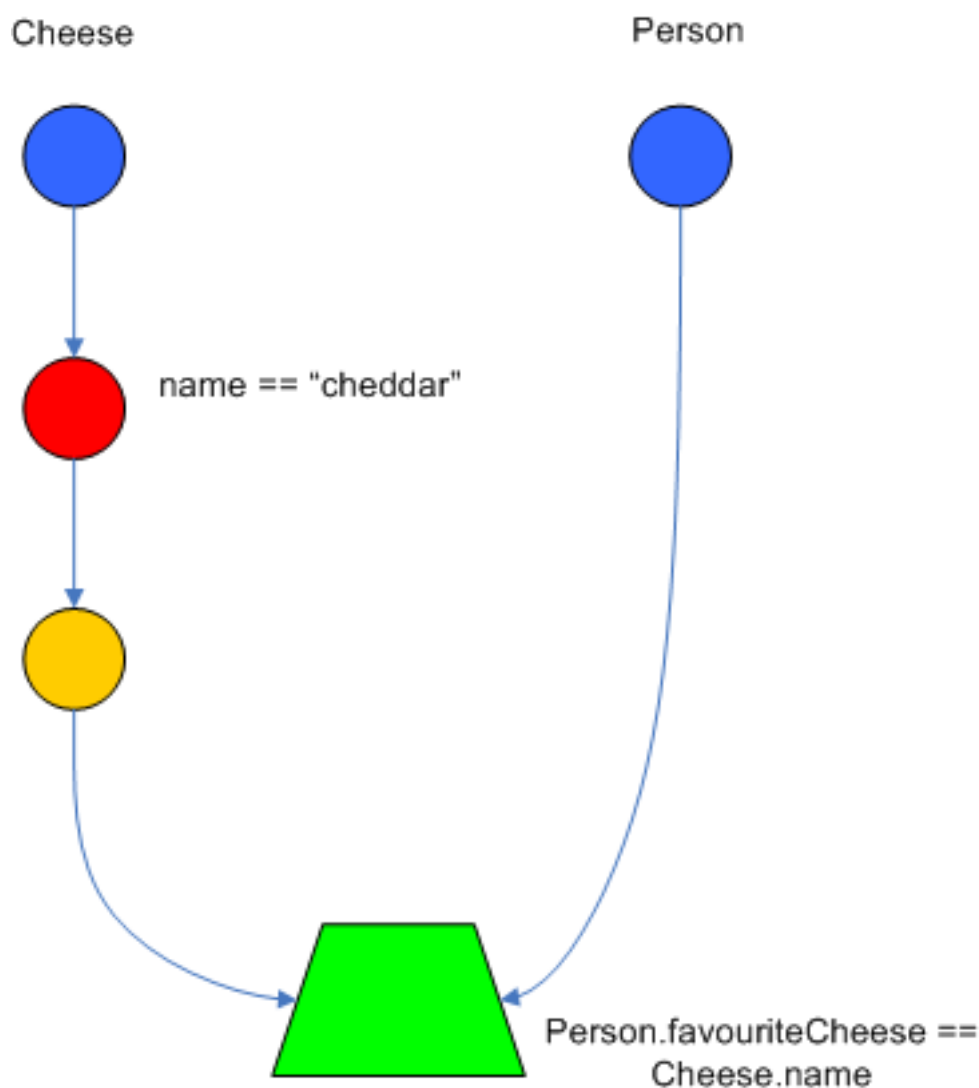 Cheese
Person
name == “cheddar”
Person.favouriteCheese ==
Cheese.name